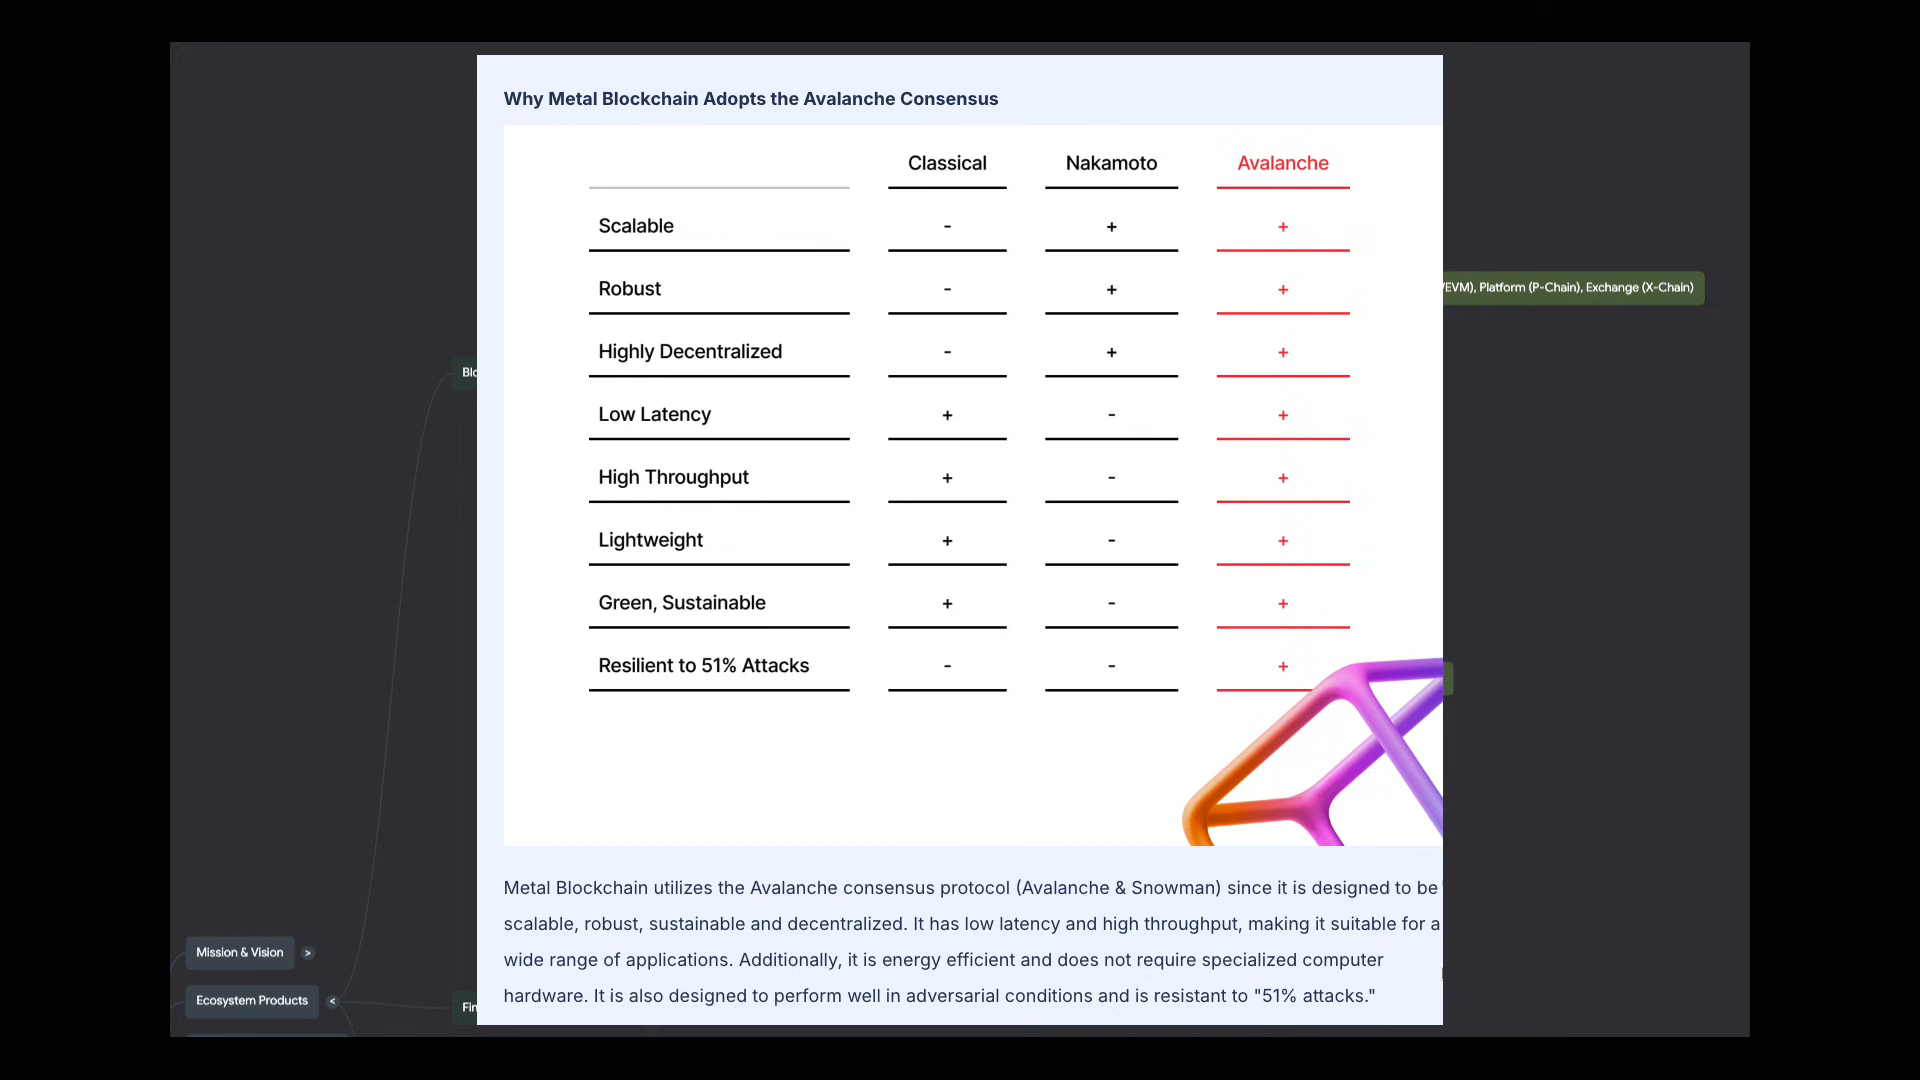 Why Metal Blockchain Adopts the Avalanche Consensus
Classical Nakamoto Avalanche
Scalable - + +
Robust - + +
Highly Decentralized - + +
Low Latency + - +
High Throughput + - +
Lightweight + - +
Green, Sustainable + - +
Resilient to 51% Attacks - - +
Metal Blockchain utilizes the Avalanche consensus protocol (Avalanche & Snowman) since it is designed to be
scalable, robust, sustainable and decentralized. It has low latency and high throughput, making it suitable for a
wide range of applications. Additionally, it is energy efficient and does not require specialized computer
hardware. It is also designed to perform well in adversarial conditions and is resistant to "51% attacks."
EVM), Platform (P-Chain), Exchange (X-Chain)
Mission & Vision >
Ecosystem Products <